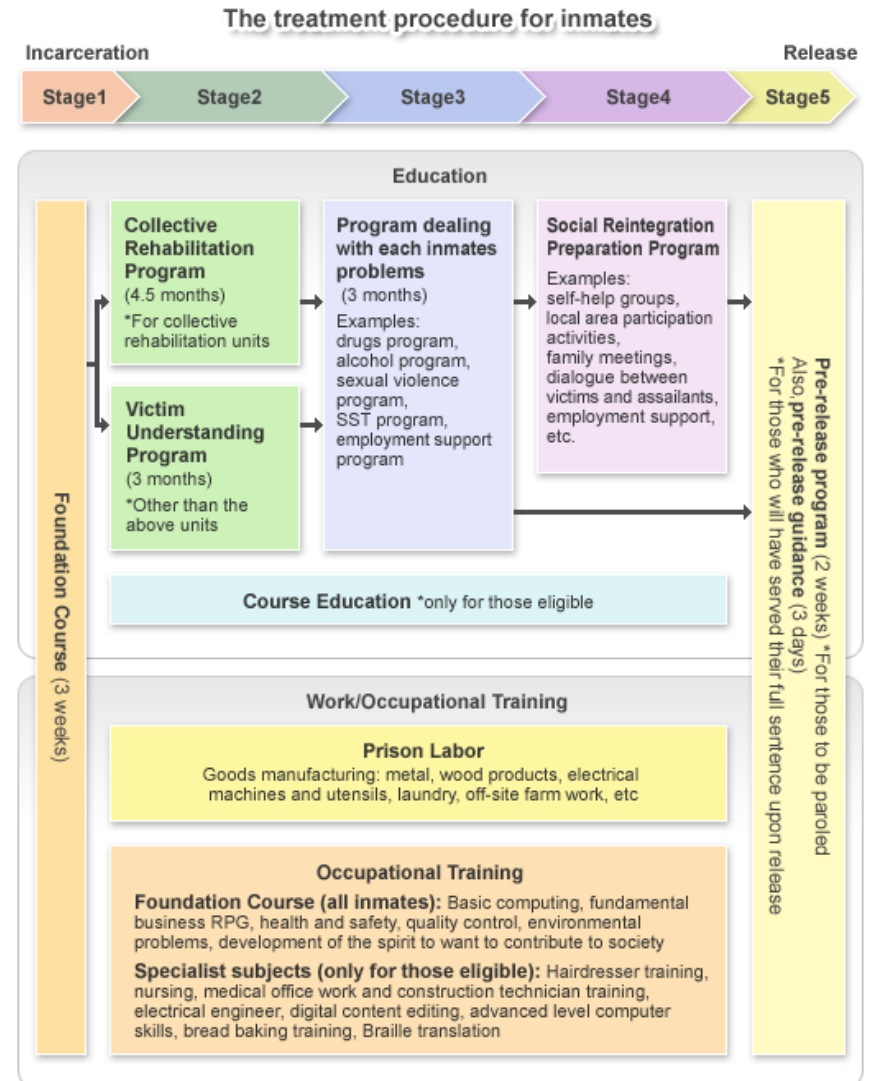 The treatment procedure for inmates
Incarceration
Release
Stage1
Stage2
Stage3
Stage4
Stage5
Education
Foundation Course (3 weeks)
Collective
Rehabilitation
Program
(4.5 months)
*For collective
rehabilitation units
Victim
Understanding
Program
(3 months)
*Other than the
above units
Program dealing
with each inmates
problems
(3 months)
Examples:
drugs program,
alcohol program,
sexual violence
program,
SST program,
employment support
program
Social Reintegration
Preparation Program
Examples:
self-help groups,
local area participation
activities,
family meetings,
dialogue between
victims and assailants,
employment support,
etc.
Pre-release program (2 weeks) *For those to be paroled
Also,pre-release guidance (3 days)
*For those who will have served their full sentence upon release
Course Education *only for those eligible
Work/Occupational Training
Prison Labor
Goods manufacturing: metal, wood products, electrical
machines and utensils, laundry, off-site farm work, etc
Occupational Training
Foundation Course (all inmates): Basic computing, fundamental
business RPG, health and safety, quality control, environmental
problems, development of the spirit to want to contribute to society
Specialist subjects (only for those eligible): Hairdresser training,
nursing, medical office work and construction technician training,
electrical engineer, digital content editing, advanced level computer
skills, bread baking training, Braille translation